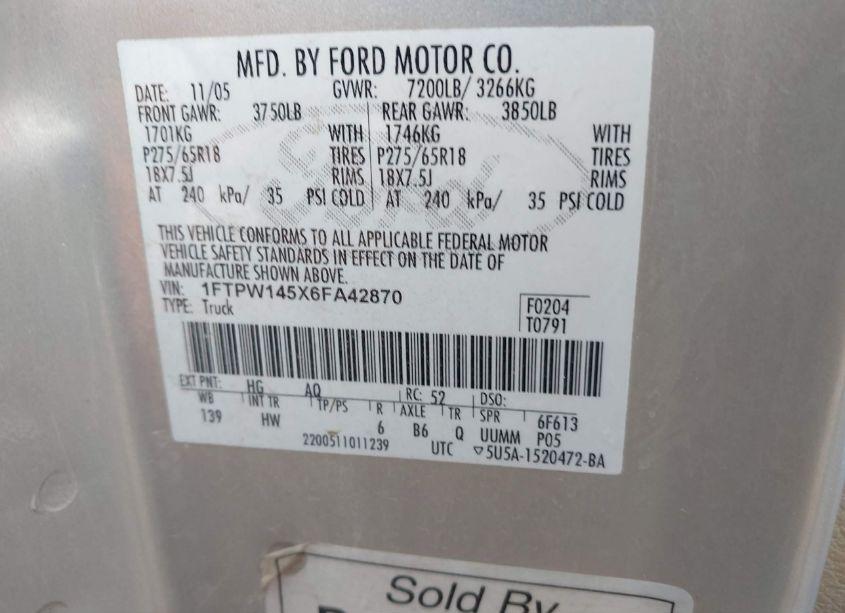 MFD. BY FORD MOTOR CO.
DATE: 11/05 GVWR: 7200LB/ 3266KG
FRONT GAWR: 3750LB REAR GAWR: 3850LB
1701KG WITH 1746KG WITH
P275/65R18 TIRES P275/65R18 TIRES
18X7.5J RIMS 18X7.5J RIMS
AT 240 kPa/ 35 PSI COLD AT 240 kPa/ 35 PSI COLD
THIS VEHICLE CONFORMS TO ALL APPLICABLE FEDERAL MOTOR
VEHICLE SAFETY STANDARDS IN EFFECT ON THE DATE OF
MANUFACTURE SHOWN ABOVE.
VIN: 1FTPW145X6FA42870
TYPE: Truck F0204
T0791
EXT PNT: HG AQ RC: 52 DSO:
WB INT TR TP/PS R AXLE TR SPR 6F613
139 HW 6 B6 Q UUMM P05
2200511011239 UTC ▽5U5A-1520472-BA
Sold By